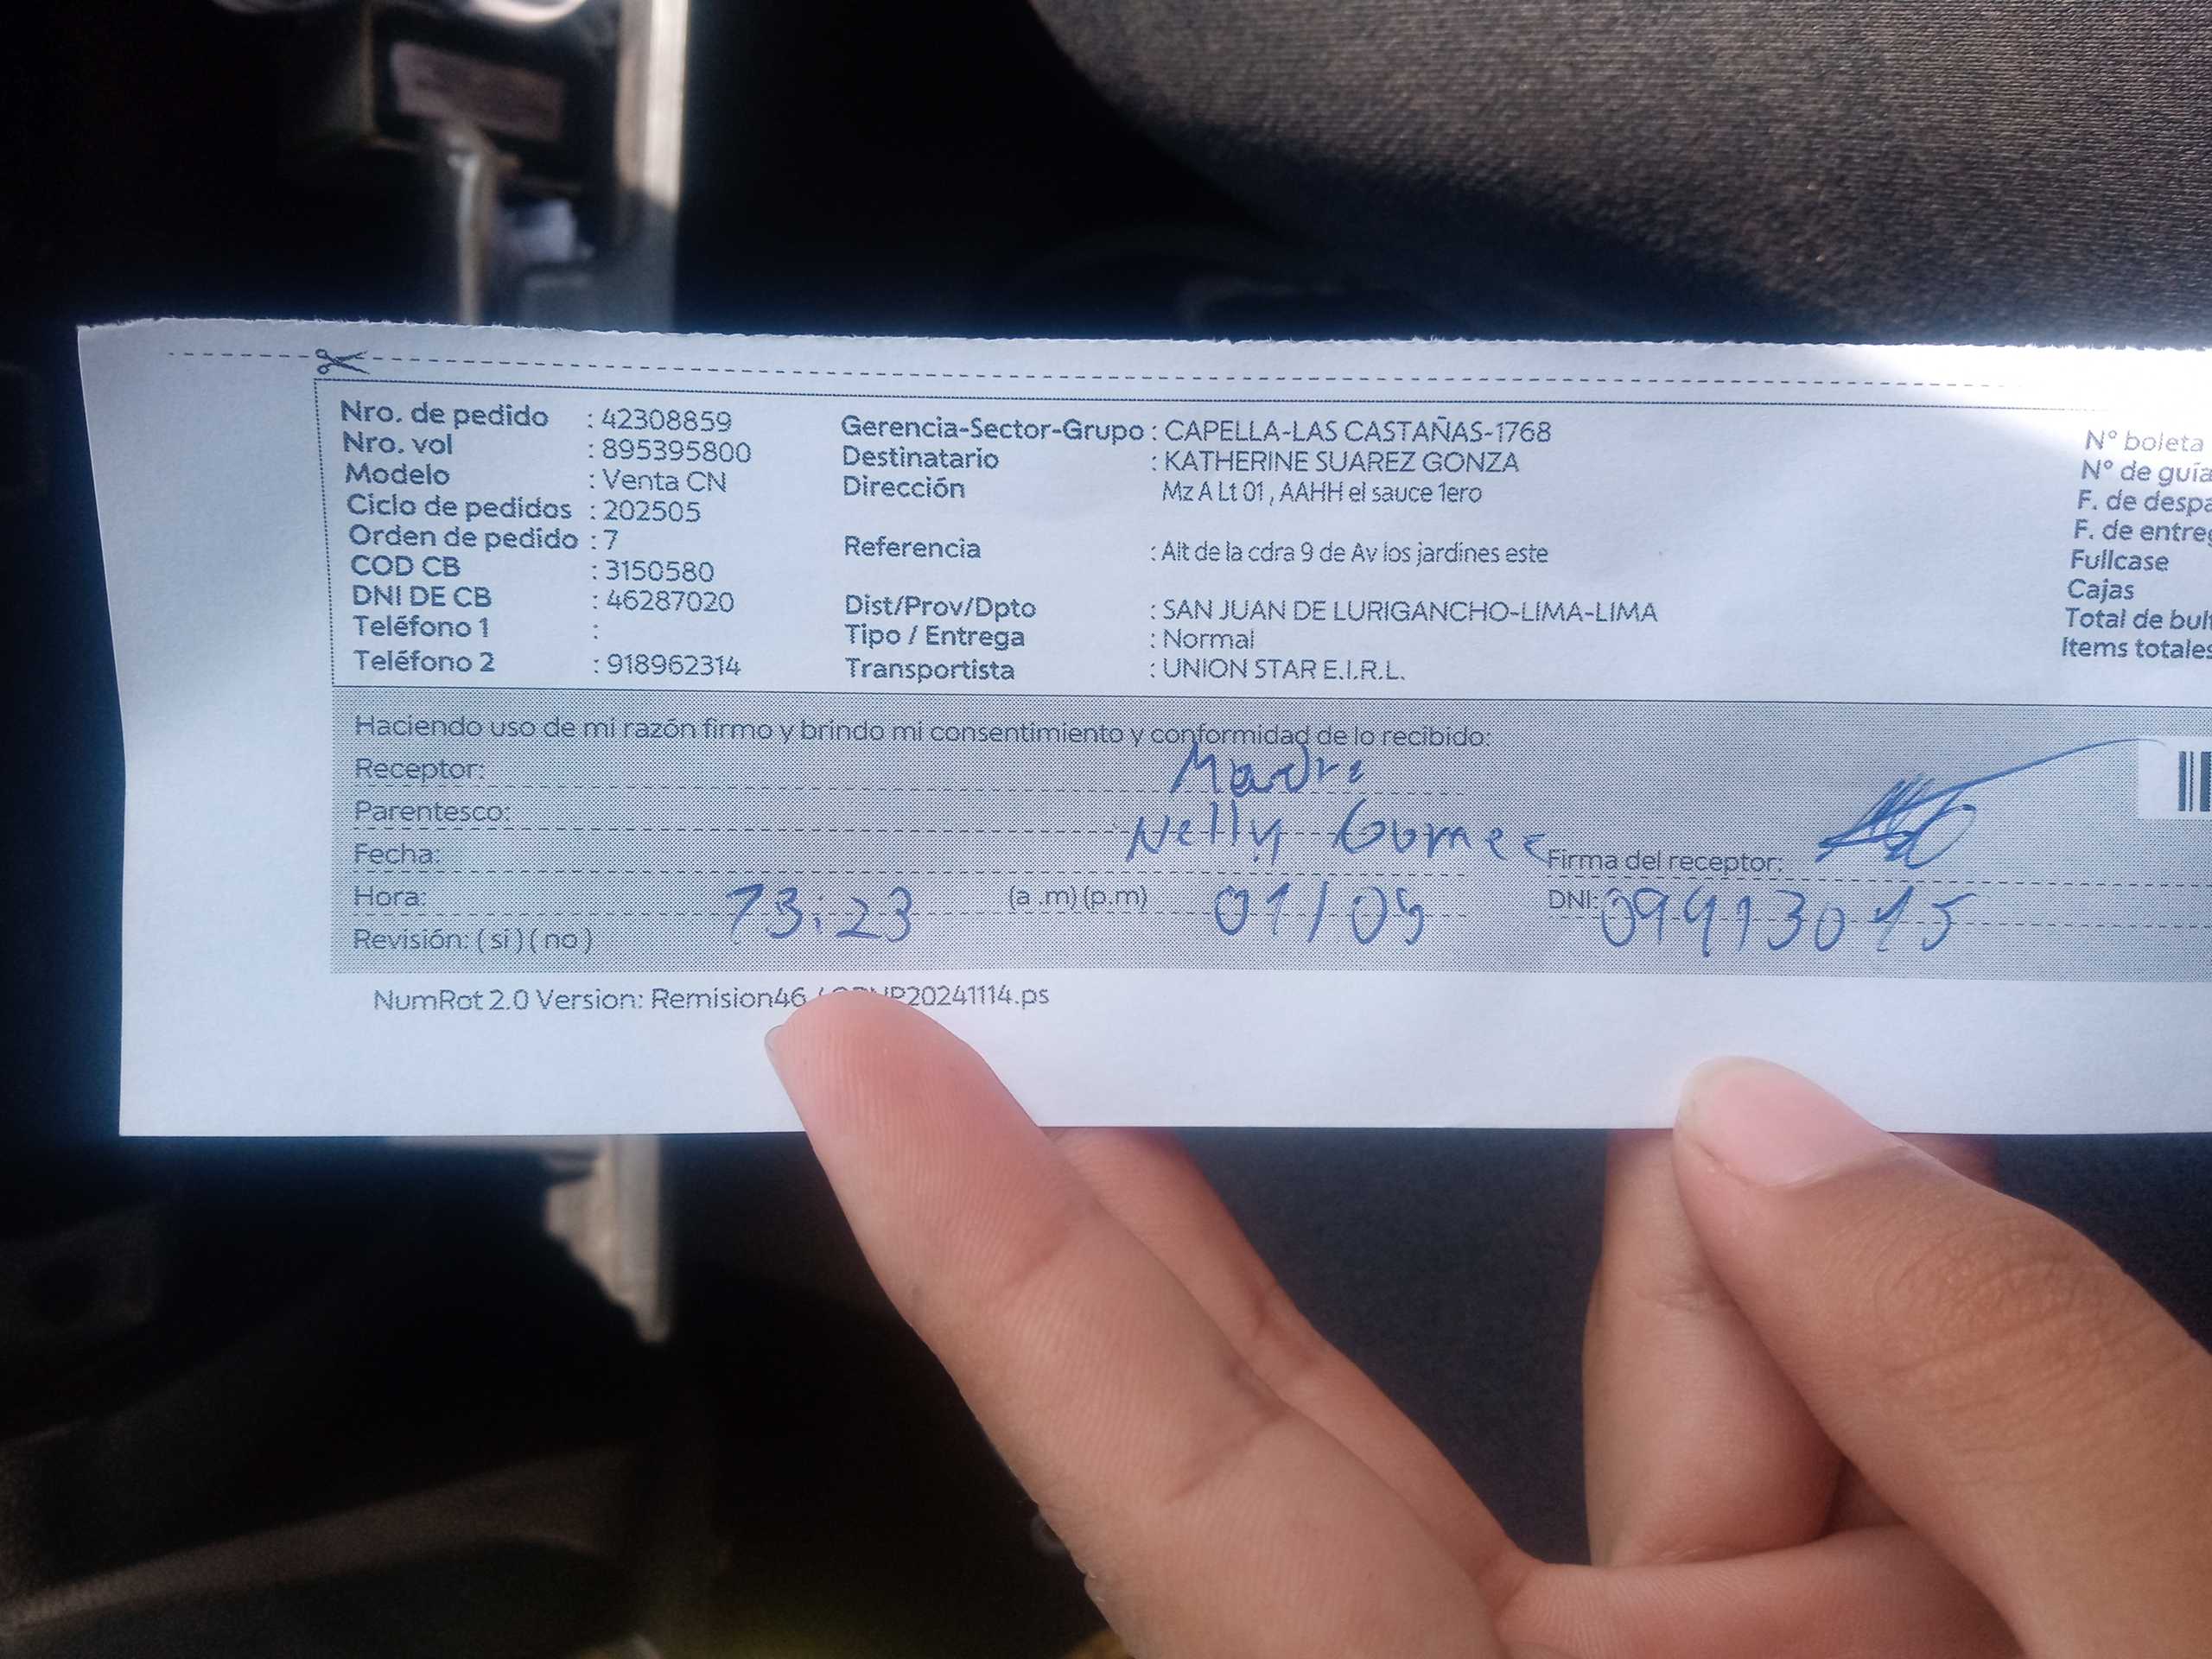 Nro. de pedido : 42308859
Nro. vol : 895395800
Modelo : Venta CN
Ciclo de pedidos : 202505
Orden de pedido : 7
COD CB : 3150580
DNI DE CB : 46287020
Teléfono 1 :
Teléfono 2 : 918962314
Gerencia-Sector-Grupo : CAPELLA-LAS CASTAÑAS-1768
Destinatario : KATHERINE SUAREZ GONZA
Dirección Mz A Lt 01 , AAHH el sauce 1ero
Referencia : Alt de la cdra 9 de Av los jardines este
Dist/Prov/Dpto : SAN JUAN DE LURIGANCHO-LIMA-LIMA
Tipo / Entrega : Normal
Transportista : UNION STAR E.I.R.L.
N° boleta
N° de guía
F. de despa
F. de entreg
Fullcase
Cajas
Total de bul
Items totales
Haciendo uso de mi razón firmo y brindo mi consentimiento y conformidad de lo recibido:
Receptor: Madre
Parentesco: Nelly Gomez
Fecha: Firma del receptor:
Hora: 13:23 (a .m) (p.m) 01/05 DNI: 09913015
Revisión: ( si ) ( no )
NumRot 2.0 Version: Remision46 20241114.ps